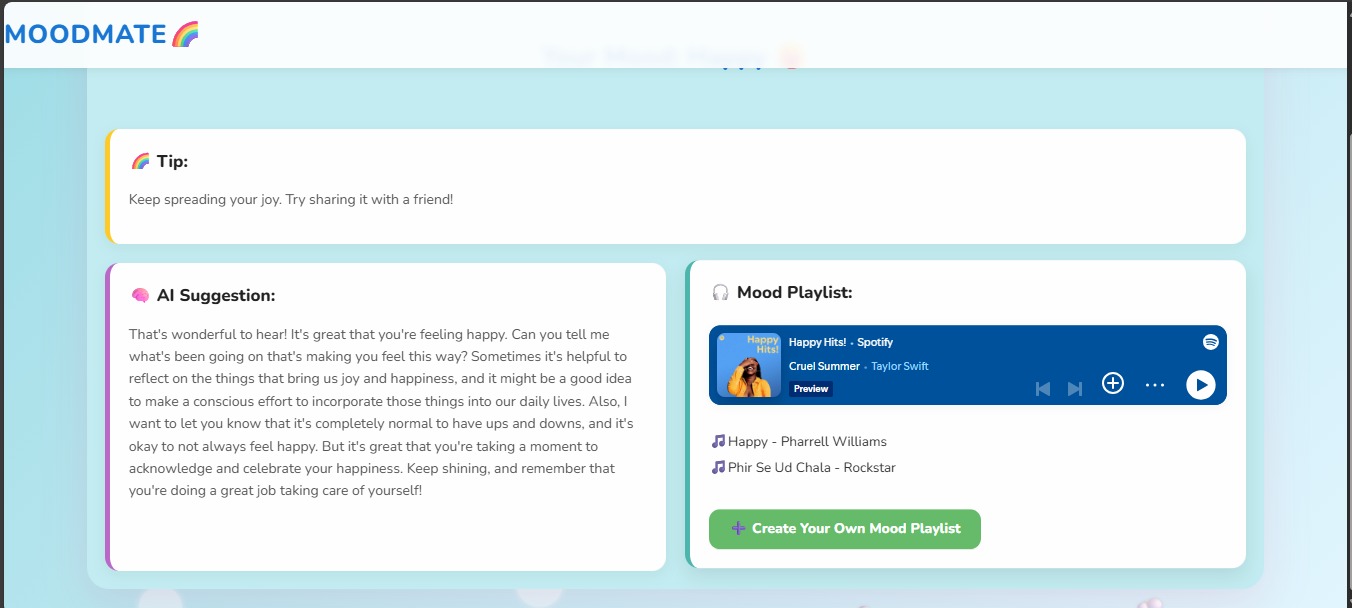 MOODMATE
Your Mood: Happy
Tip:
Keep spreading your joy. Try sharing it with a friend!
AI Suggestion:
That's wonderful to hear! It's great that you're feeling happy. Can you tell me
what's been going on that's making you feel this way? Sometimes it's helpful to
reflect on the things that bring us joy and happiness, and it might be a good idea
to make a conscious effort to incorporate those things into our daily lives. Also, I
want to let you know that it's completely normal to have ups and downs, and it's
okay to not always feel happy. But it's great that you're taking a moment to
acknowledge and celebrate your happiness. Keep shining, and remember that
you're doing a great job taking care of yourself!
Mood Playlist:
Happy
Hits!
Happy Hits! • Spotify
Cruel Summer • Taylor Swift
Preview
Happy - Pharrell Williams
Phir Se Ud Chala - Rockstar
Create Your Own Mood Playlist